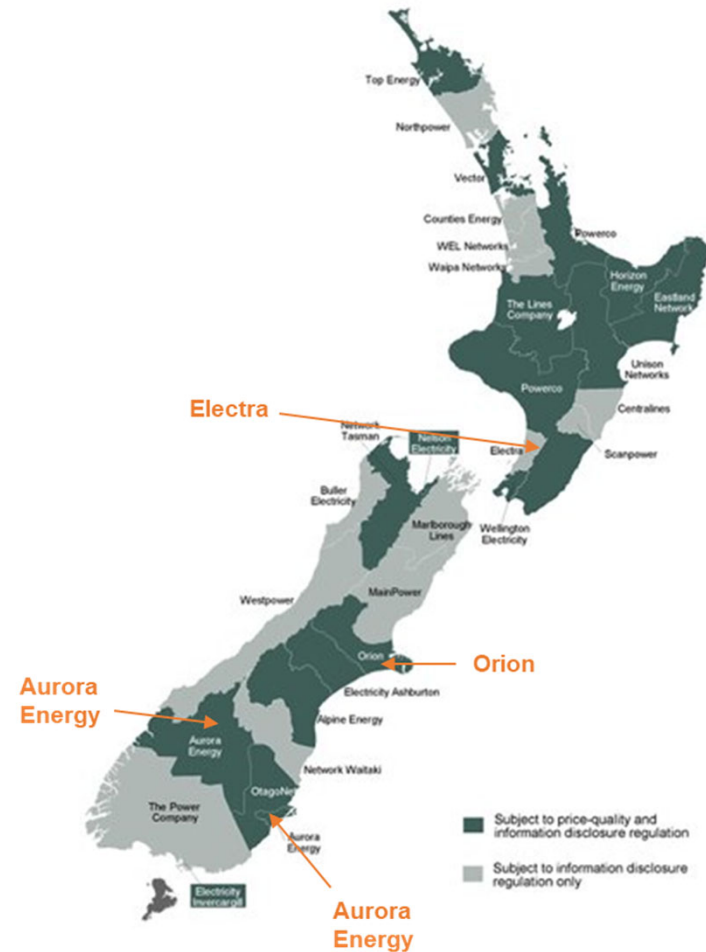 Top Energy
Northpower
Vector
Counties Energy
WEL Networks
Waipa Networks
Powerco
Horizon
Energy
Eastland
Network
The Lines
Company
Unison
Networks
Powerco
Centralines
Electra
Electra
Scanpower
Wellington
Electricity
Network
Tasman
Nelson
Electricity
Buller
Electricity
Marlborough
Lines
MainPower
Westpower
Orion
Orion
Electricity Ashburton
Aurora
Energy
Alpine Energy
Aurora
Energy
Network Waitaki
OtagoNet
The Power
Company
Aurora
Energy
Electricity
Invercargill
Aurora
Energy
Subject to price-quality and
information disclosure regulation
Subject to information disclosure
regulation only